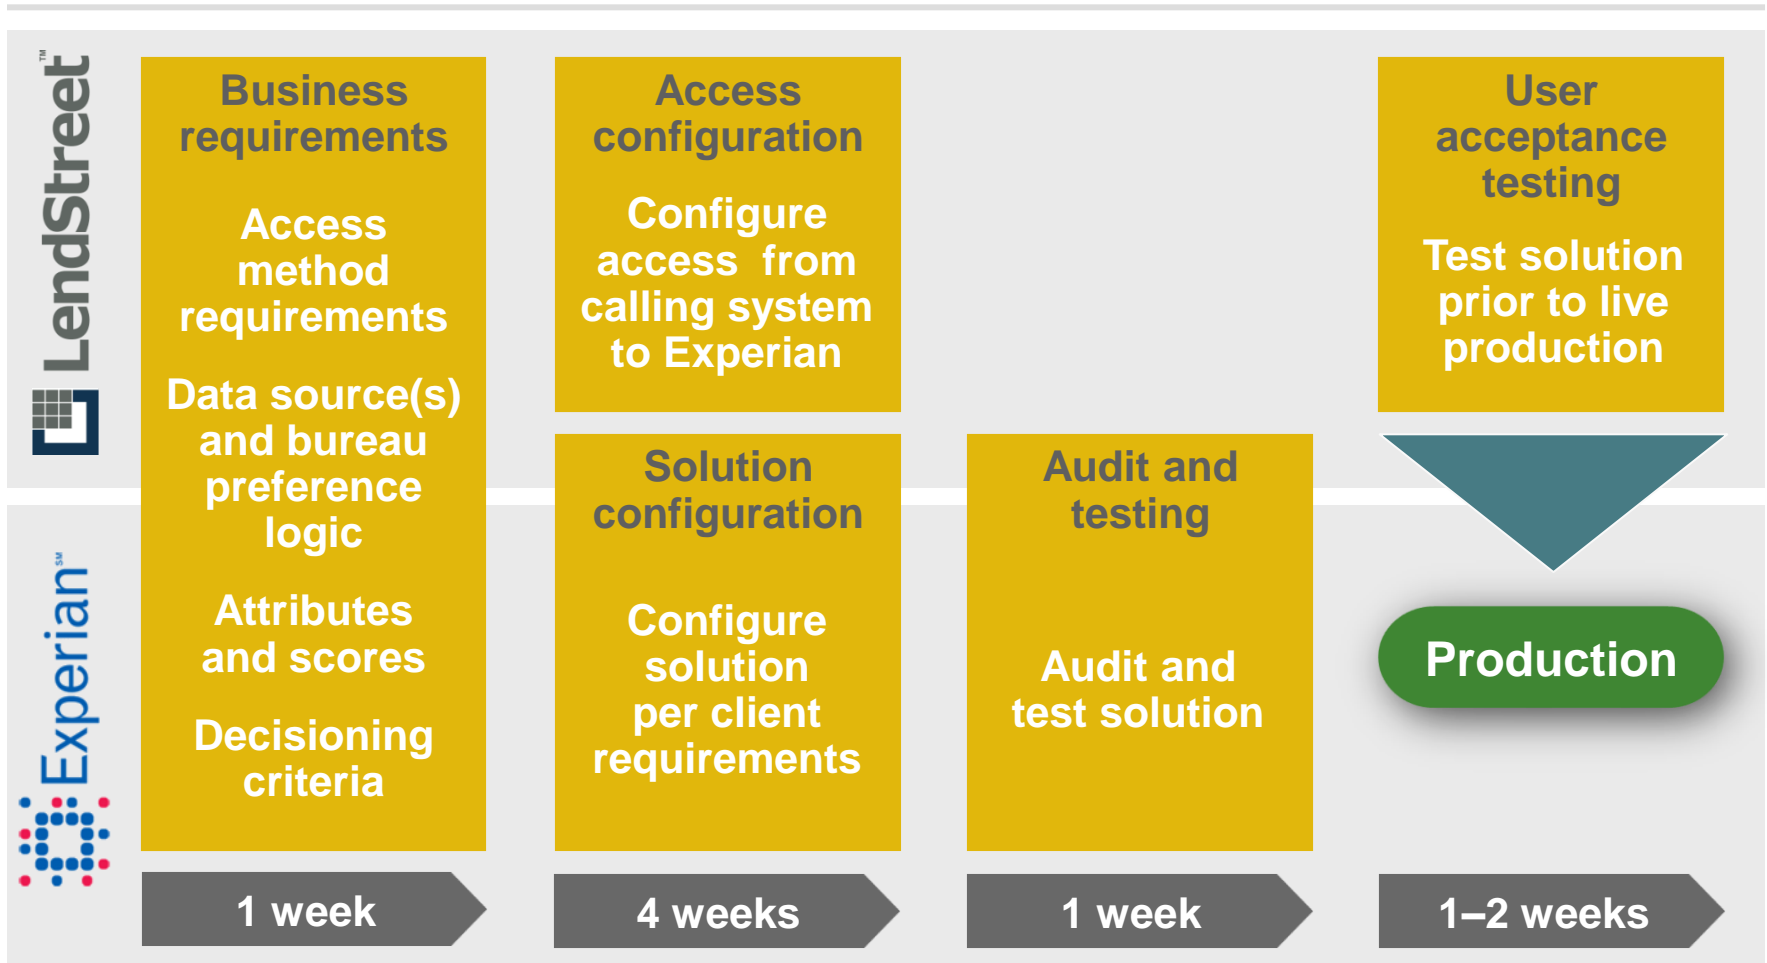 LendStreet™
Experian℠
Business
requirements
Access
method
requirements
Data source(s)
and bureau
preference
logic
Attributes
and scores
Decisioning
criteria
1 week
Access
configuration
Configure
access  from
calling system
to Experian
Solution
configuration
Configure
solution
per client
requirements
4 weeks
Audit and
testing
Audit and
test solution
1 week
User
acceptance
testing
Test solution
prior to live
production
Production
1–2 weeks